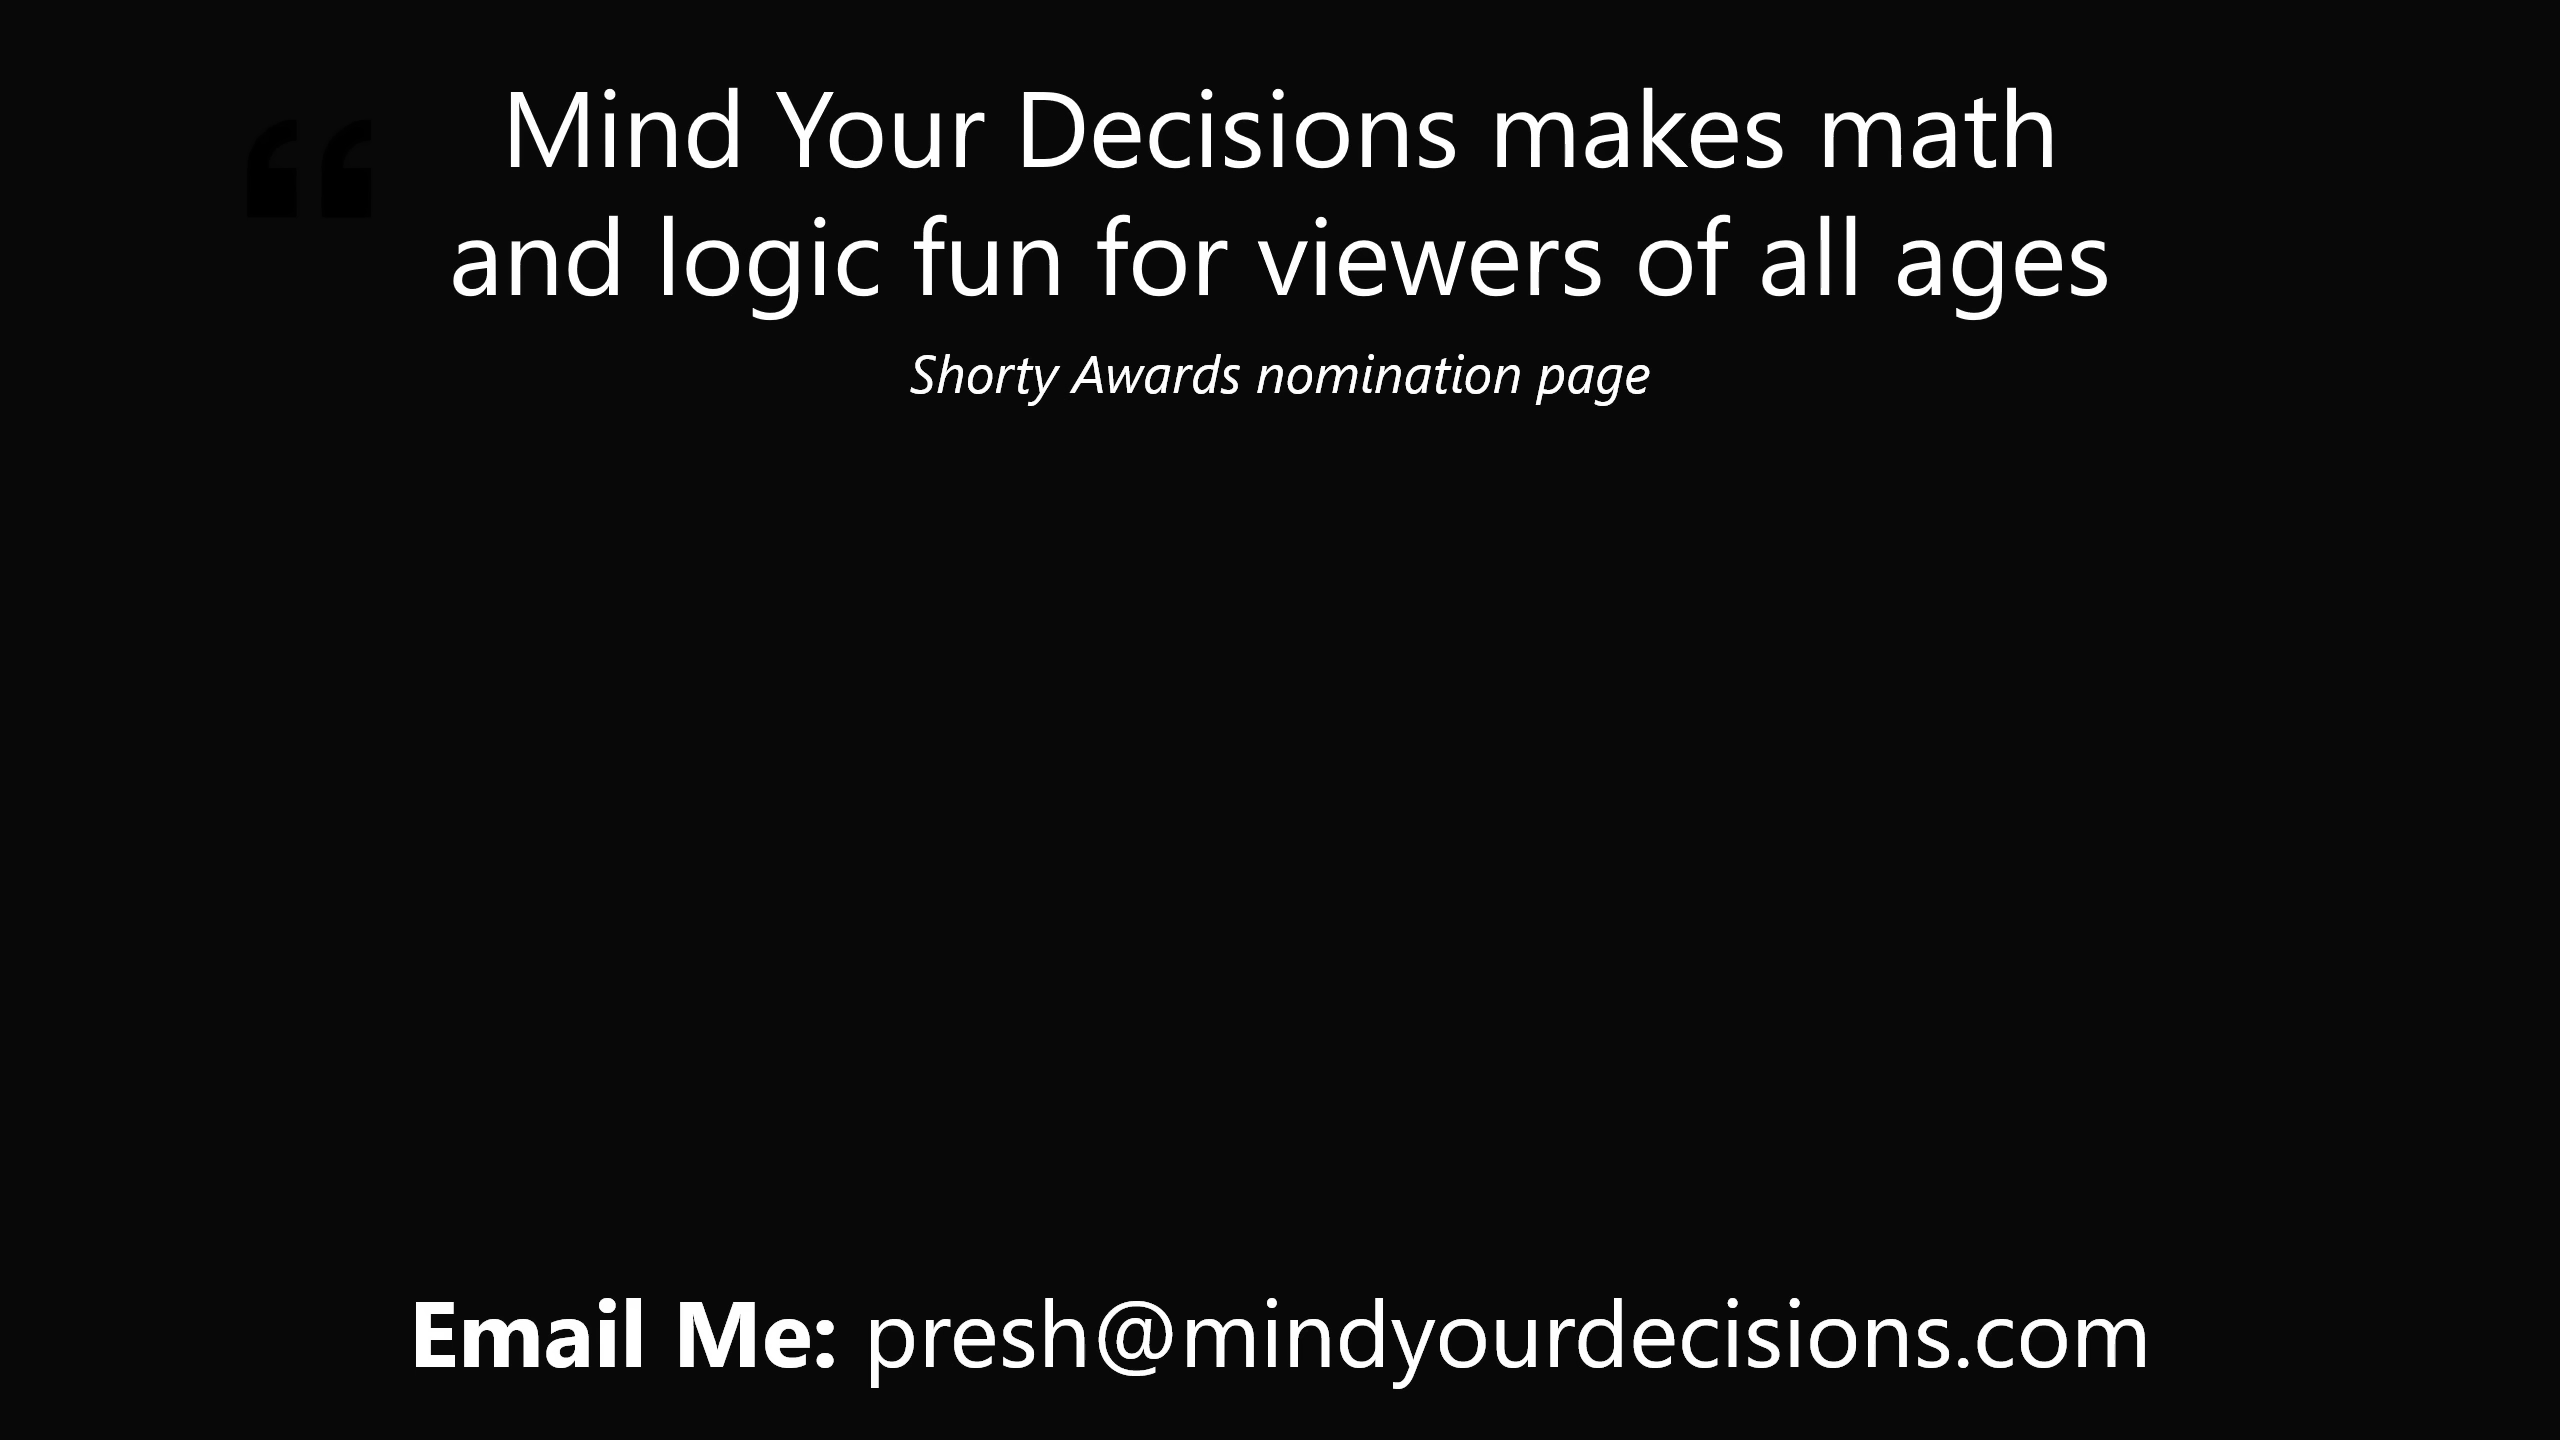 “
Mind Your Decisions makes math
and logic fun for viewers of all ages
Shorty Awards nomination page
Email Me: presh@mindyourdecisions.com